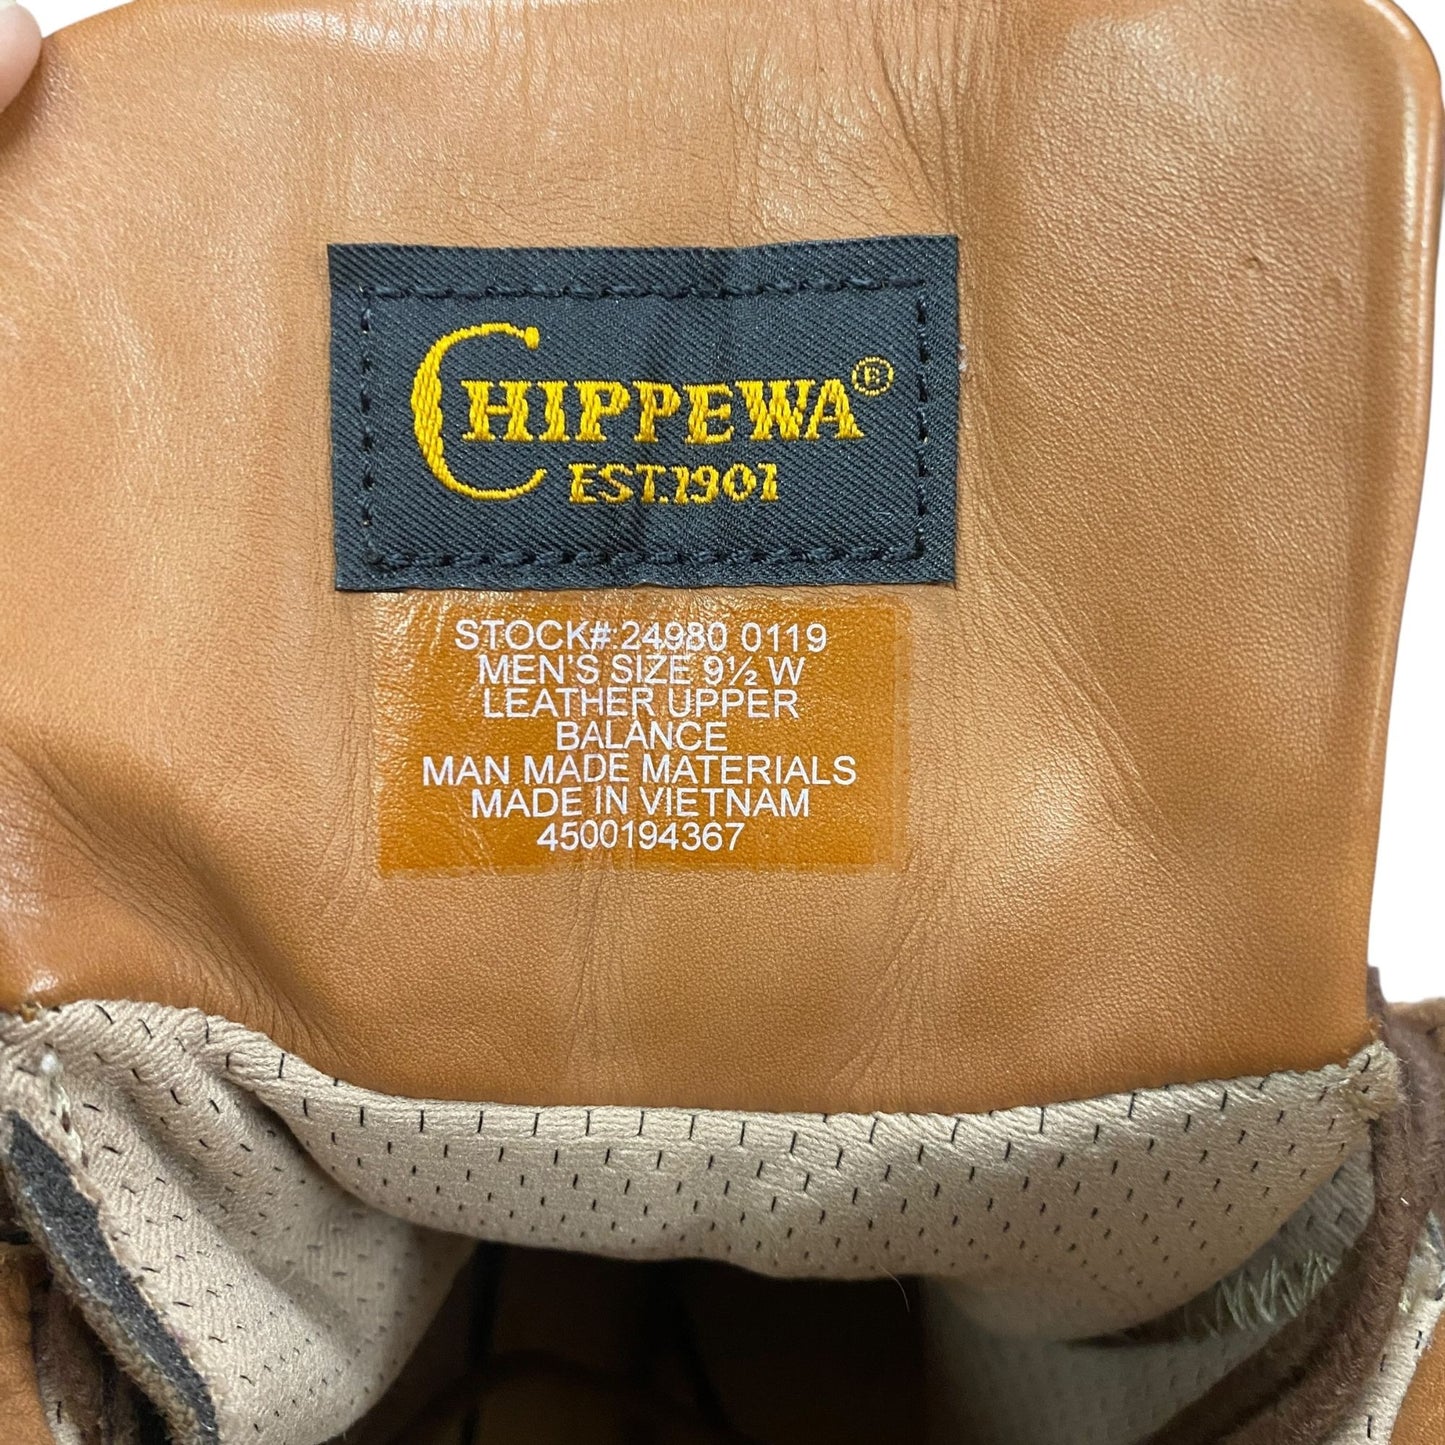 CHIPPEWA®
EST.1901
STOCK#:24980 0119
MEN'S SIZE 9½ W
LEATHER UPPER
BALANCE
MAN MADE MATERIALS
MADE IN VIETNAM
4500194367